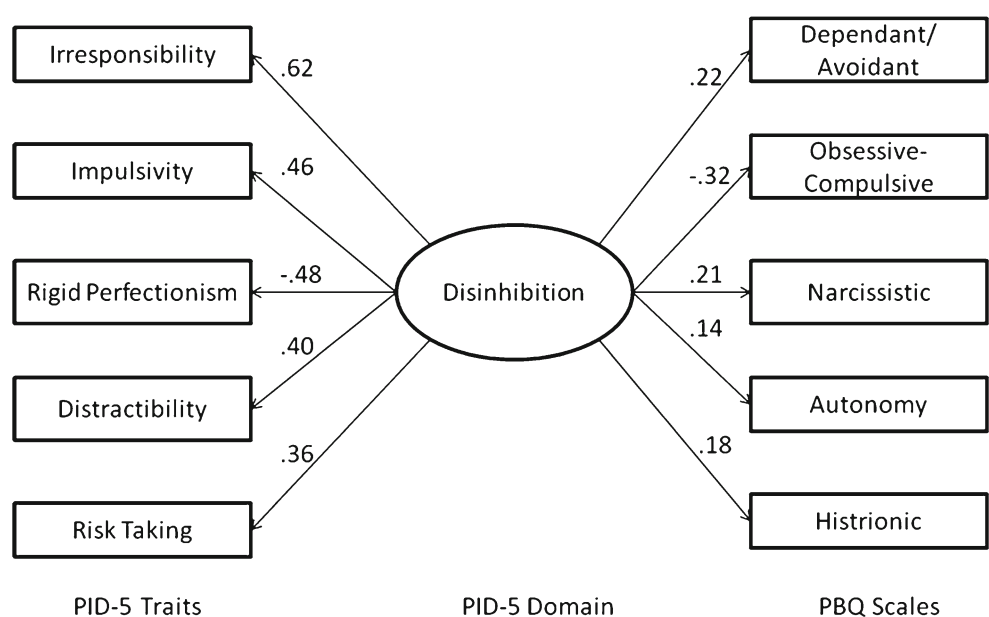 Irresponsibility
.62
Impulsivity
.46
Rigid Perfectionism
-.48
Distractibility
.40
Risk Taking
.36
Disinhibition
Dependant/
Avoidant
.22
Obsessive-
Compulsive
-.32
Narcissistic
.21
Autonomy
.14
Histrionic
.18
PID-5 Traits
PID-5 Domain
PBQ Scales